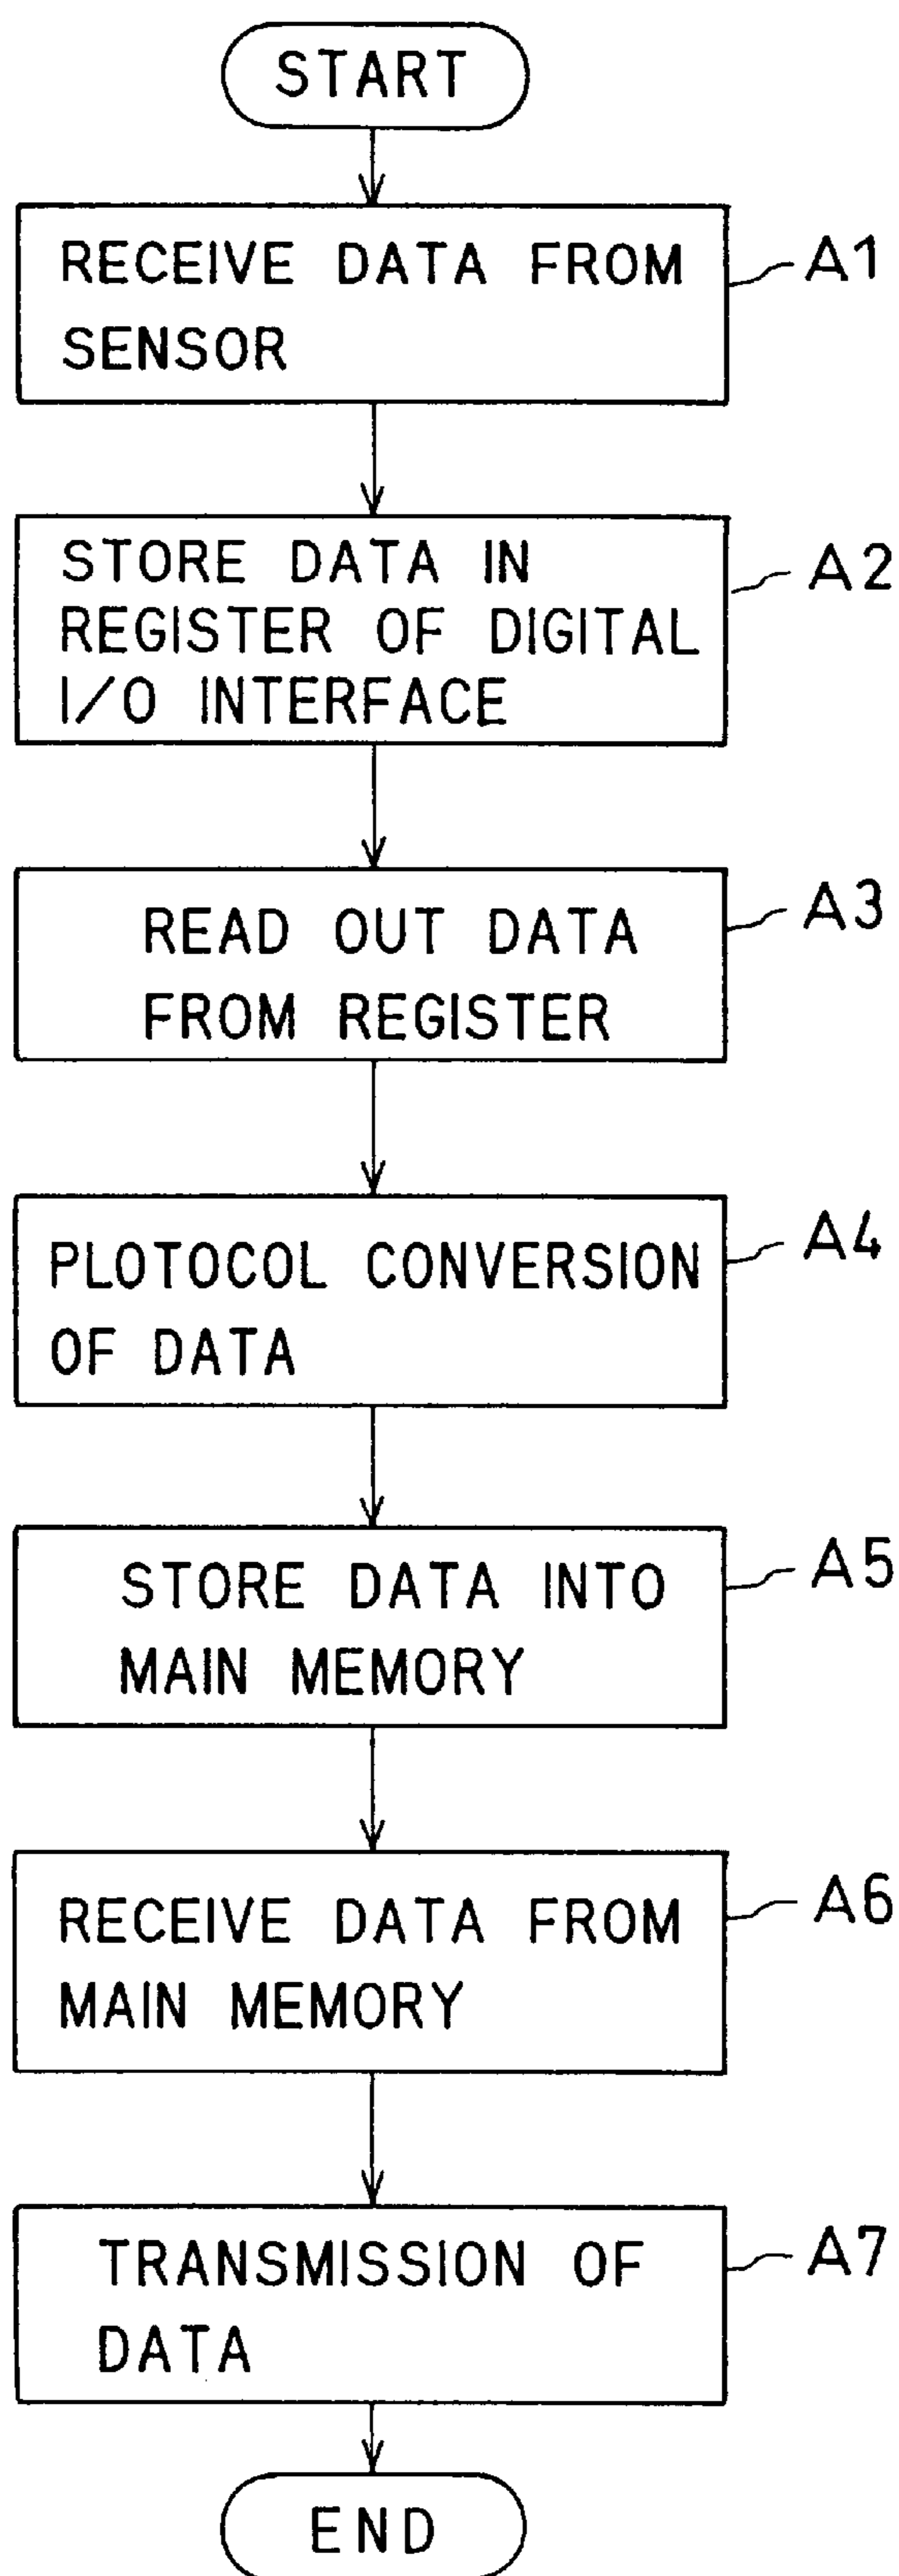 START
RECEIVE DATA FROM
SENSOR
A1
STORE DATA IN
REGISTER OF DIGITAL
I/O INTERFACE
A2
READ OUT DATA
FROM REGISTER
A3
PLOTOCOL CONVERSION
OF DATA
A4
STORE DATA INTO
MAIN MEMORY
A5
RECEIVE DATA FROM
MAIN MEMORY
A6
TRANSMISSION OF
DATA
A7
END